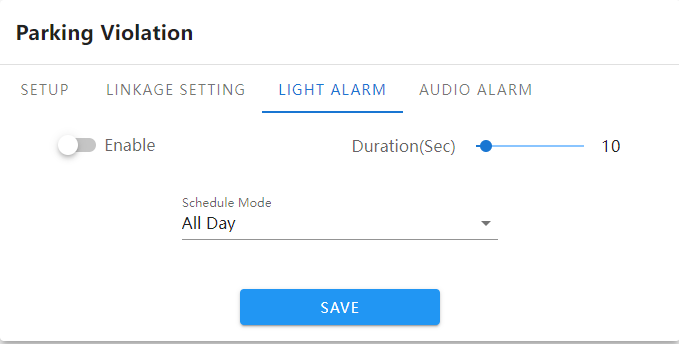 Parking Violation
SETUP LINKAGE SETTING LIGHT ALARM AUDIO ALARM
Enable Duration(Sec) 10
Schedule Mode
All Day
SAVE